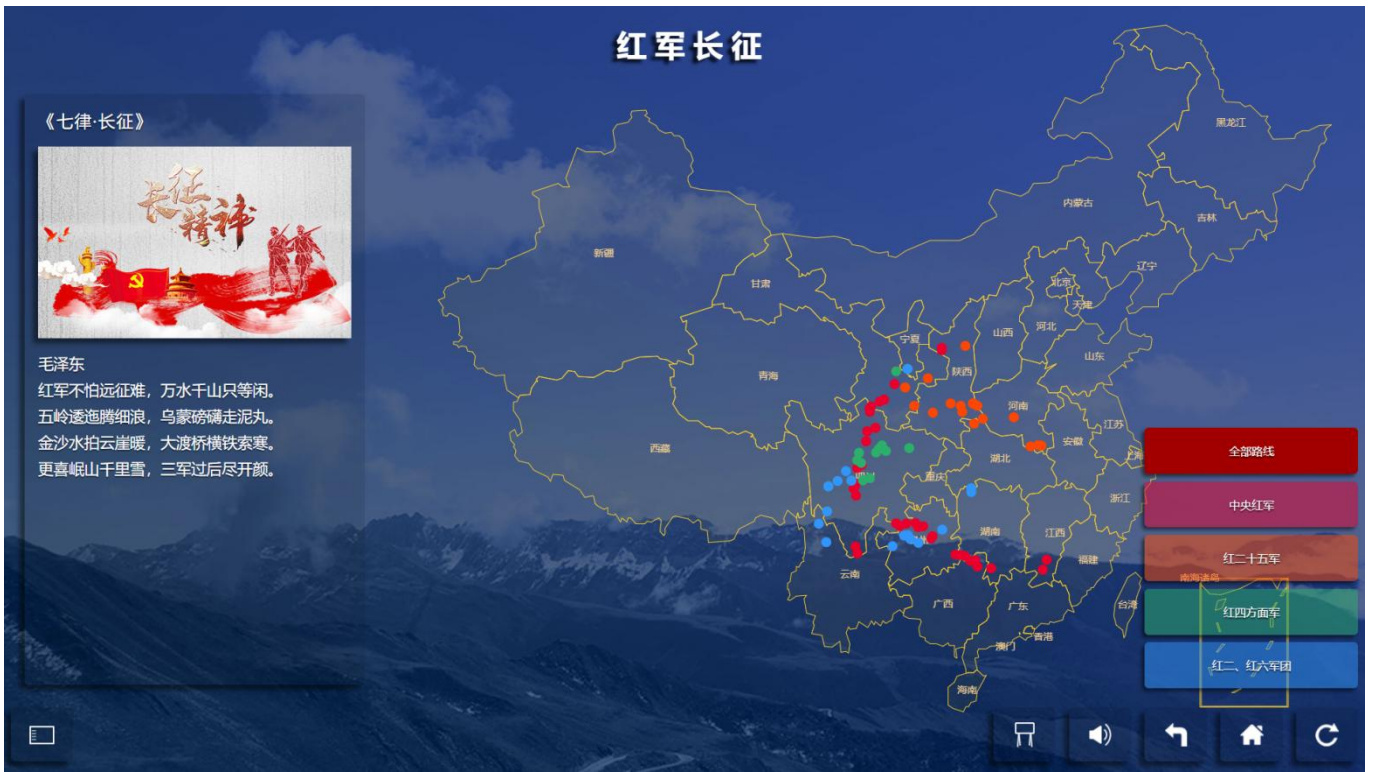 红军长征
《七律·长征》
长征
精神
毛泽东
红军不怕远征难，万水千山只等闲。
五岭逶迤腾细浪，乌蒙磅礴走泥丸。
金沙水拍云崖暖，大渡桥横铁索寒。
更喜岷山千里雪，三军过后尽开颜。
黑龙江
内蒙古
吉林
新疆
辽宁
甘肃
北京
天津
河北
山西
宁夏
山东
陕西
青海
河南
江苏
安徽
上海
西藏
湖北
重庆
浙江
湖南
江西
福建
云南
广西
广东
台湾
香港
澳门
海南
南海诸岛
全部路线
中央红军
红二十五军
红四方面军
红二、红六军团